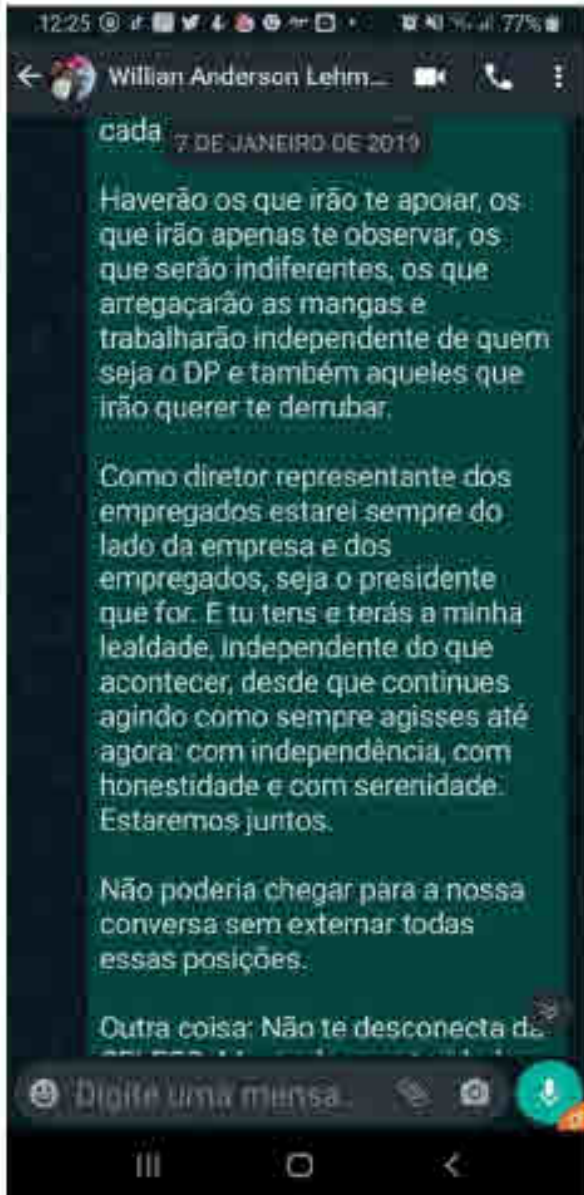 12:25 77%
Willian Anderson Lehm...
cada
7 DE JANEIRO DE 2019
Haverão os que irão te apoiar, os
que irão apenas te observar, os
que serão indiferentes, os que
arregaçarão as mangas e
trabalharão independente de quem
seja o DP e também aqueles que
irão querer te derrubar.
Como diretor representante dos
empregados estarei sempre do
lado da empresa e dos
empregados, seja o presidente
que for. E tu tens e terás a minha
lealdade, independente do que
acontecer, desde que continues
agindo como sempre agisses até
agora: com independência, com
honestidade e com serenidade.
Estaremos juntos.
Não poderia chegar para a nossa
conversa sem externar todas
essas posições.
Outra coisa: Não te desconecta da
Digite uma mensa...